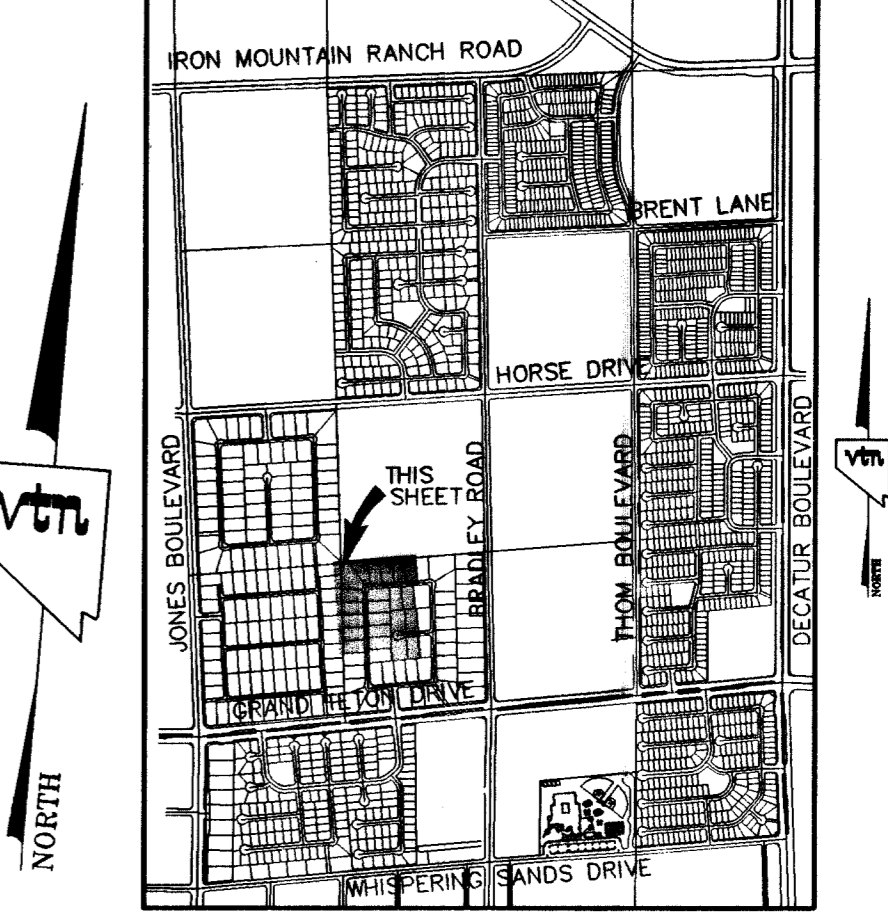 IRON MOUNTAIN RANCH ROAD
BRENT LANE
HORSE DRIVE
JONES BOULEVARD
THIS
SHEET
BRADLEY ROAD
THOM BOULEVARD
DECATUR BOULEVARD
GRAND TETON DRIVE
WHISPERING SANDS DRIVE
vtn
NORTH
vtn
NORTH